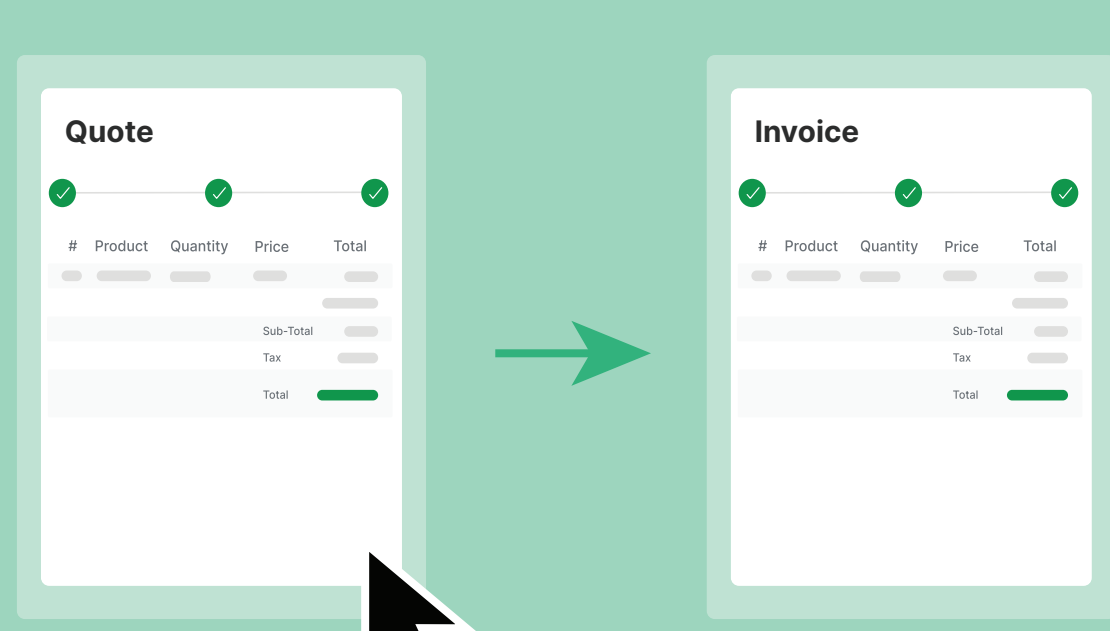 Quote
# Product Quantity Price Total
Sub-Total
Tax
Total
Invoice
# Product Quantity Price Total
Sub-Total
Tax
Total